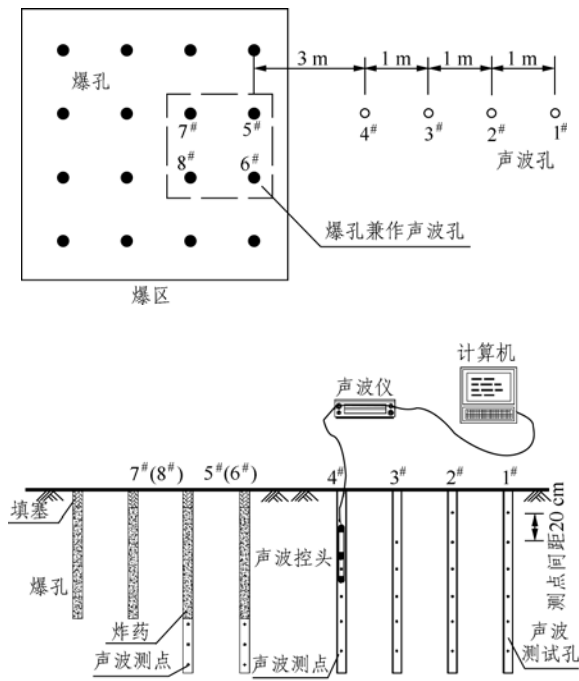 爆孔
3 m
1 m
1 m
1 m
7#
5#
4#
3#
2#
1#
声波孔
8#
6#
爆孔兼作声波孔
爆区
计算机
声波仪
7#(8#)
5#(6#)
4#
3#
2#
1#
填塞
测点间距20 cm
声波控头
爆孔
炸药
声波测点
声波测点
声波
测试孔